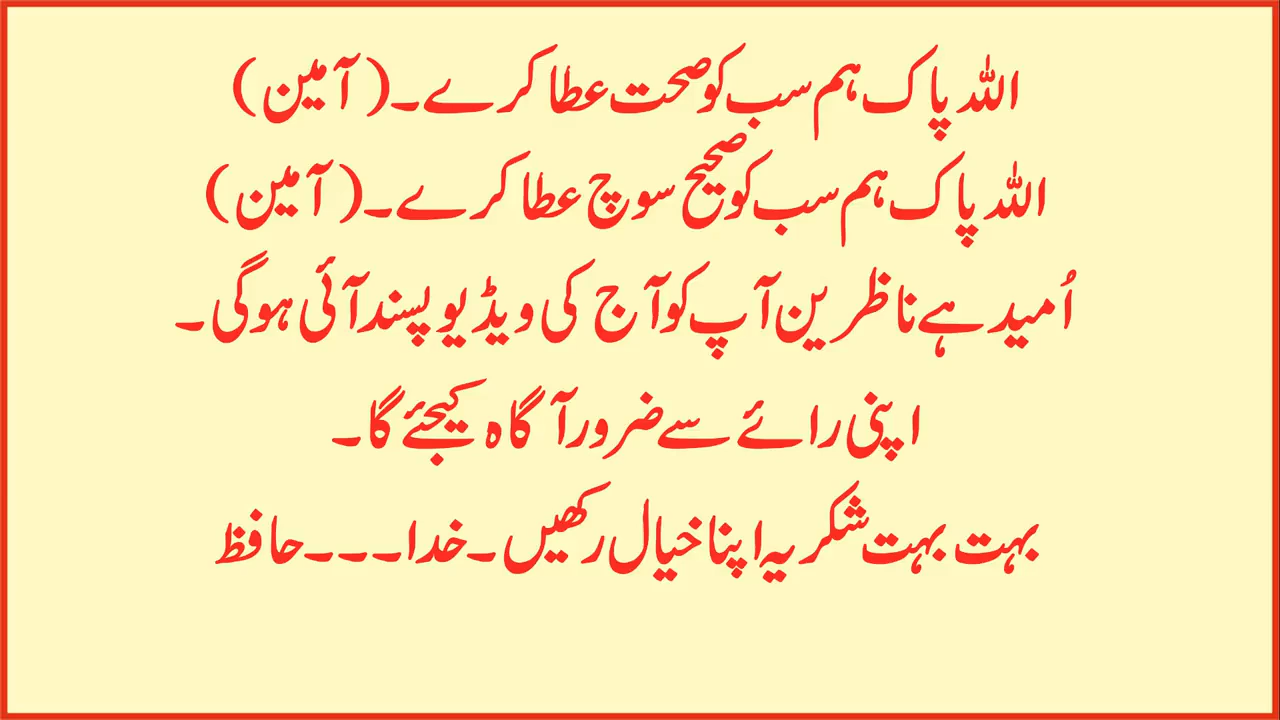 اللہ پاک ہم سب کو صحت عطا کرے۔ (آمین)
اللہ پاک ہم سب کو صحیح سوچ عطا کرے۔ (آمین)
اُمید ہے ناظرین آپ کو آج کی ویڈیو پسند آئی ہوگی۔
اپنی رائے سے ضرور آگاہ کیجئے گا۔
بہت بہت شکریہ اپنا خیال رکھیں۔ خدا۔۔۔حافظ